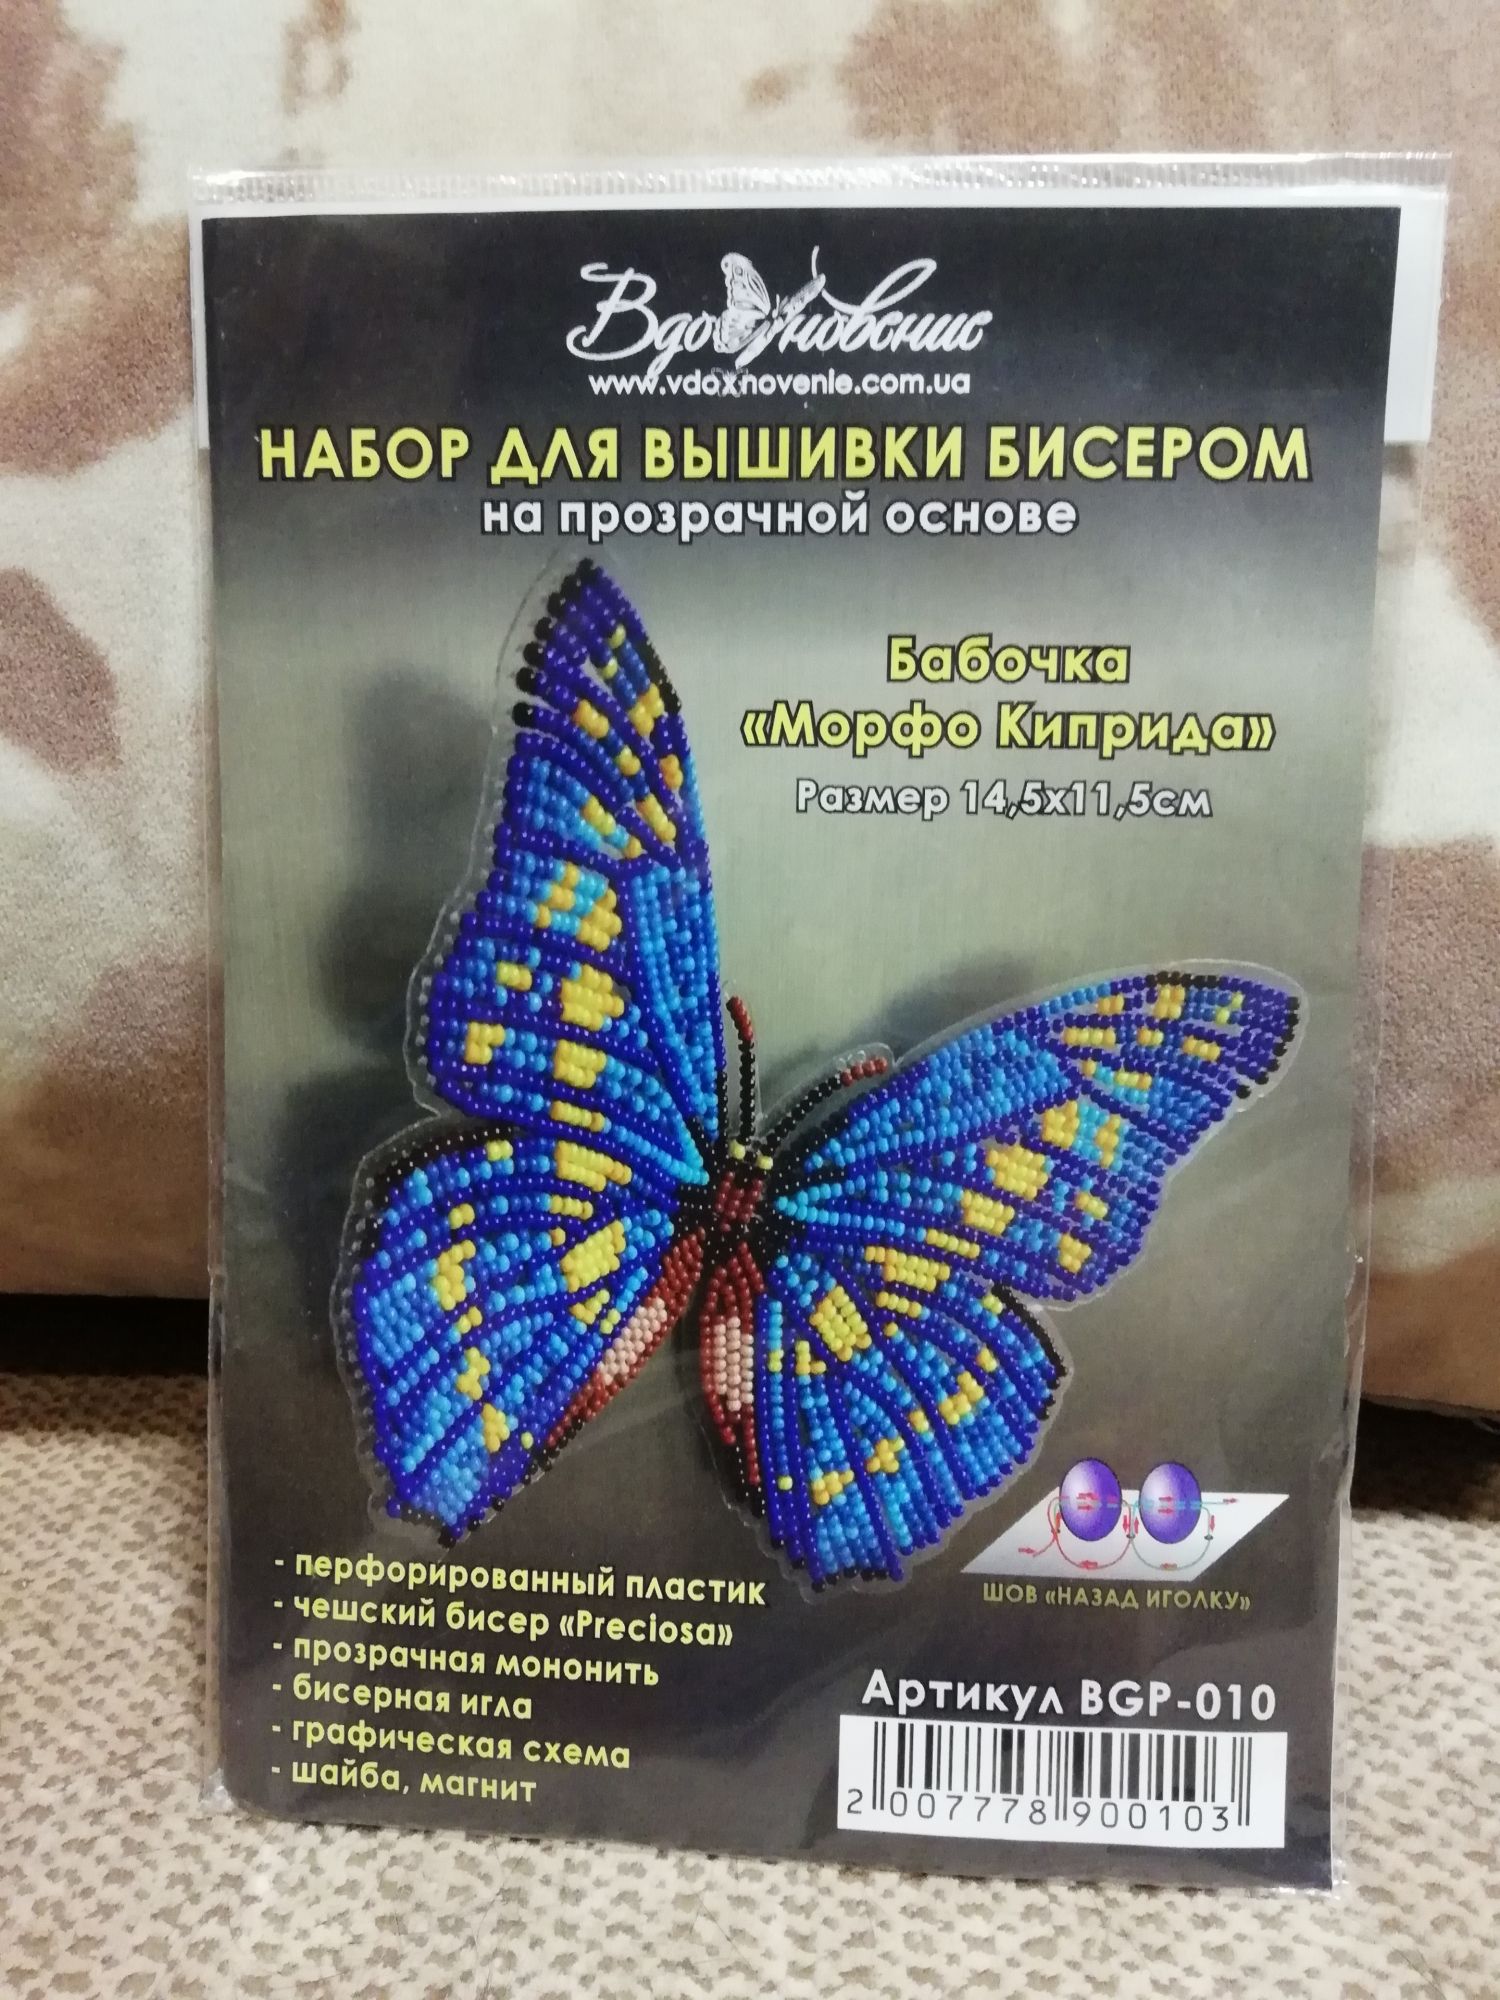 Вдохновение
www.vdoxnovenie.com.ua
НАБОР ДЛЯ ВЫШИВКИ БИСЕРОМ
на прозрачной основе
Бабочка
«Морфо Киприда»
Размер 14,5х11,5см
- перфорированный пластик
- чешский бисер «Preciosa»
- прозрачная мононить
- бисерная игла
- графическая схема
- шайба, магнит
ШОВ «НАЗАД ИГОЛКУ»
Артикул BGP-010
2 007778 900103